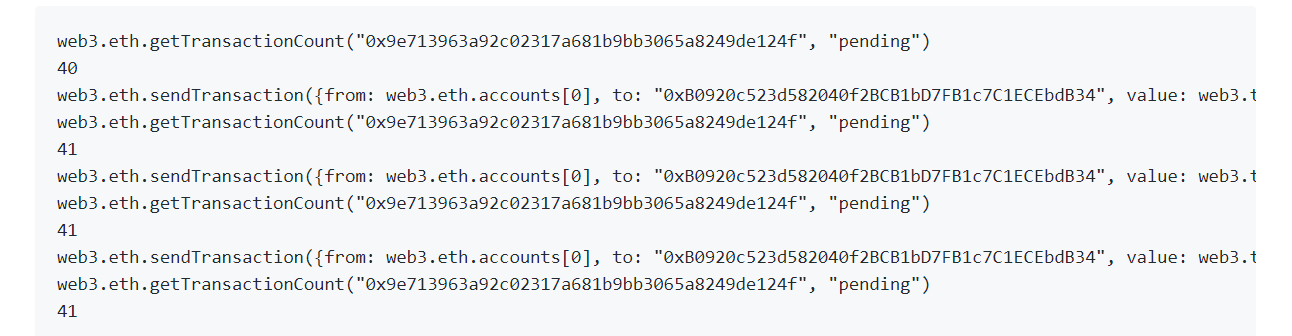 web3.eth.getTransactionCount("0x9e713963a92c02317a681b9bb3065a8249de124f", "pending")
40
web3.eth.sendTransaction({from: web3.eth.accounts[0], to: "0xB0920c523d582040f2BCB1bD7FB1c7C1ECEbdB34", value: web3.t
web3.eth.getTransactionCount("0x9e713963a92c02317a681b9bb3065a8249de124f", "pending")
41
web3.eth.sendTransaction({from: web3.eth.accounts[0], to: "0xB0920c523d582040f2BCB1bD7FB1c7C1ECEbdB34", value: web3.t
web3.eth.getTransactionCount("0x9e713963a92c02317a681b9bb3065a8249de124f", "pending")
41
web3.eth.sendTransaction({from: web3.eth.accounts[0], to: "0xB0920c523d582040f2BCB1bD7FB1c7C1ECEbdB34", value: web3.t
web3.eth.getTransactionCount("0x9e713963a92c02317a681b9bb3065a8249de124f", "pending")
41